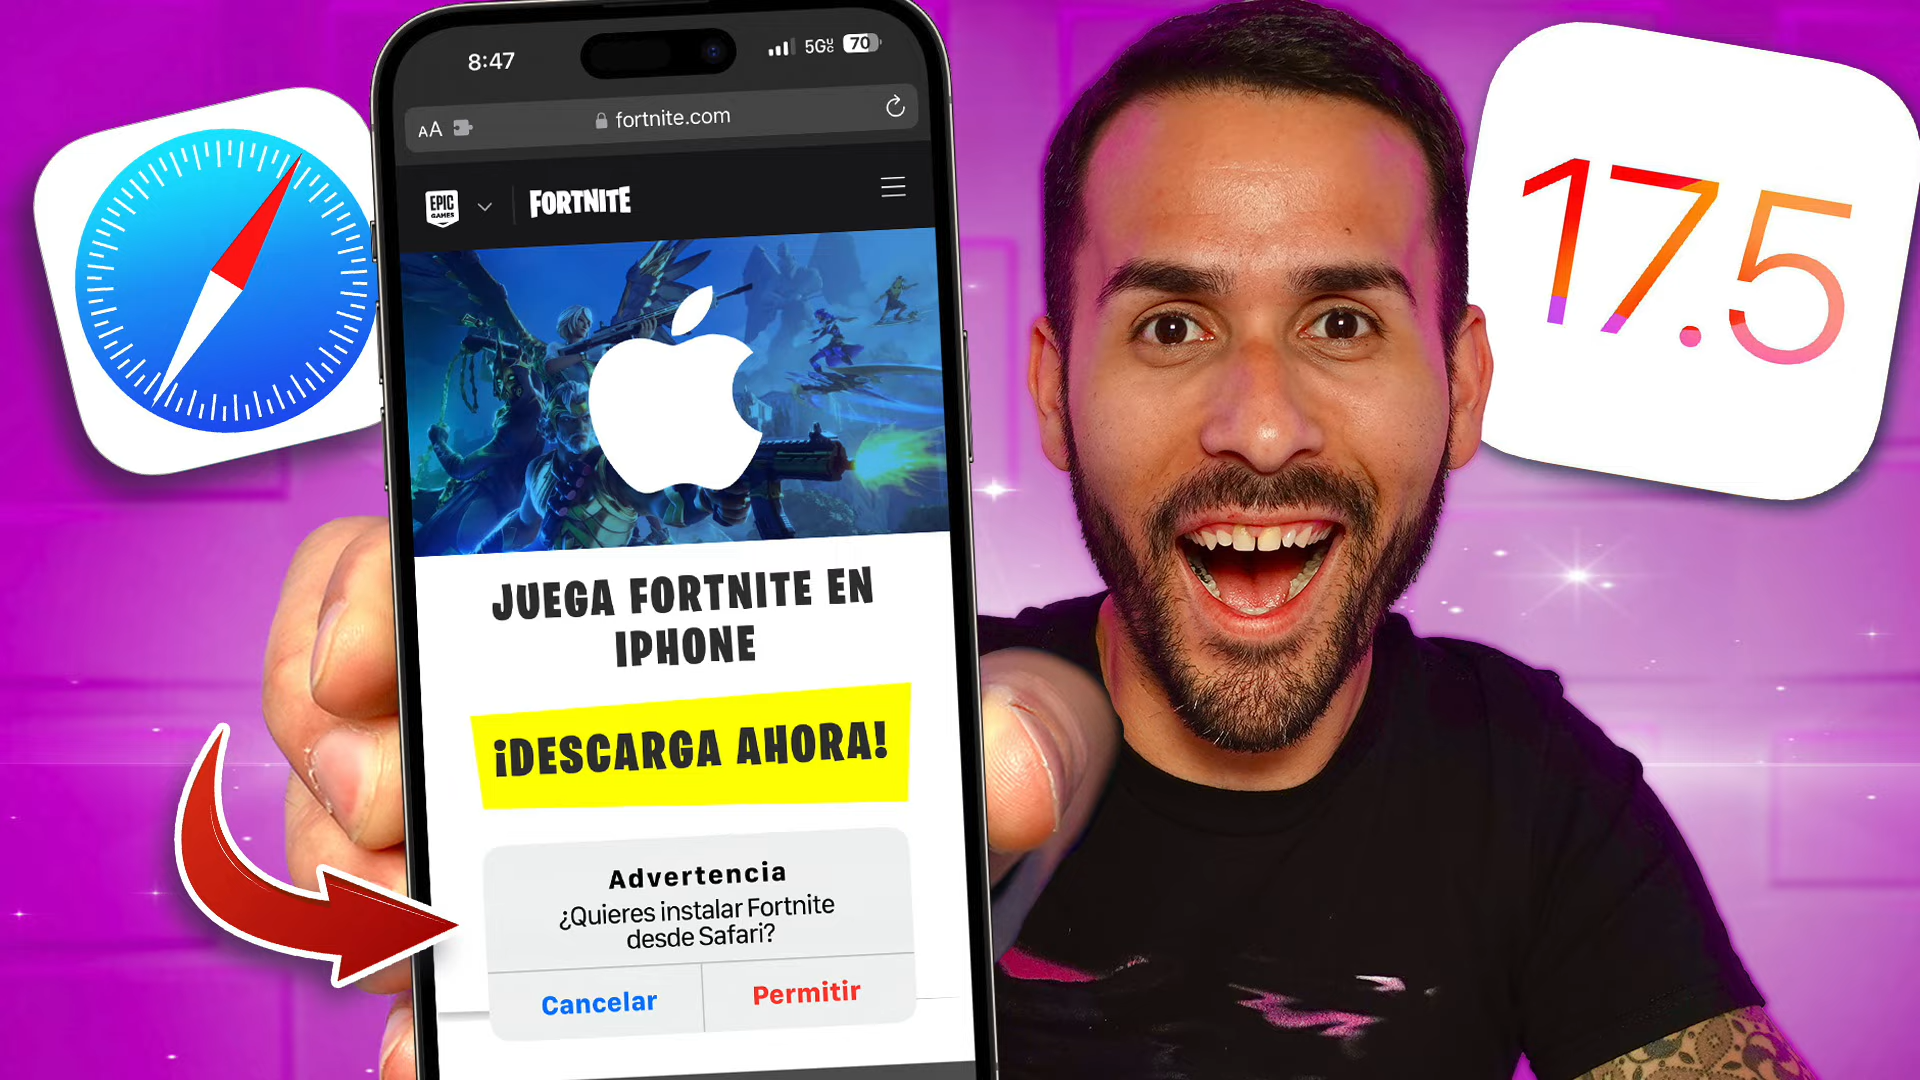 8:47
5GUC
70
AA
fortnite.com
EPIC
GAMES
FORTNITE
JUEGA FORTNITE EN
IPHONE
¡DESCARGA AHORA!
Advertencia
¿Quieres instalar Fortnite
desde Safari?
Cancelar
Permitir
17.5